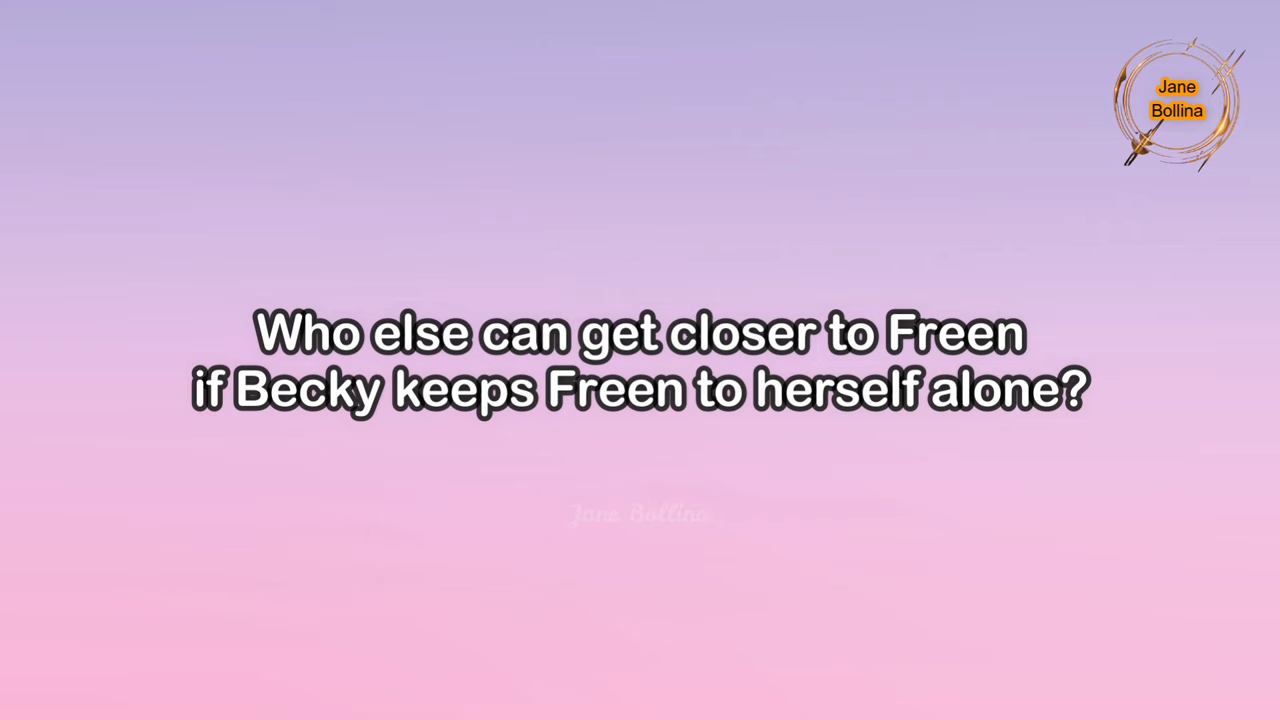 Jane
Bollina
Who else can get closer to Freen
if Becky keeps Freen to herself alone?
Jane Bollina